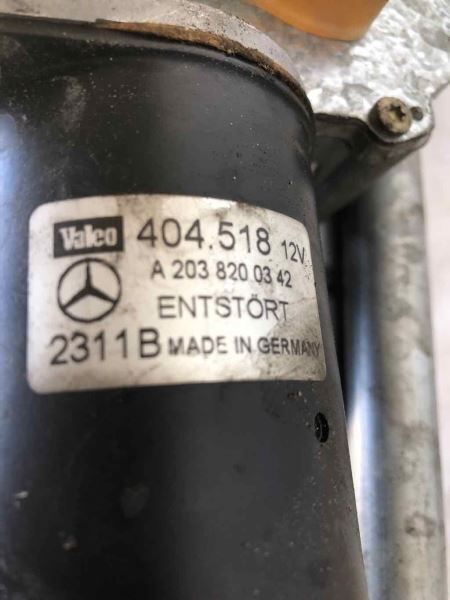 Valeo 404.518 12V
A 203 820 03 42
ENTSTÖRT
2311B MADE IN GERMANY